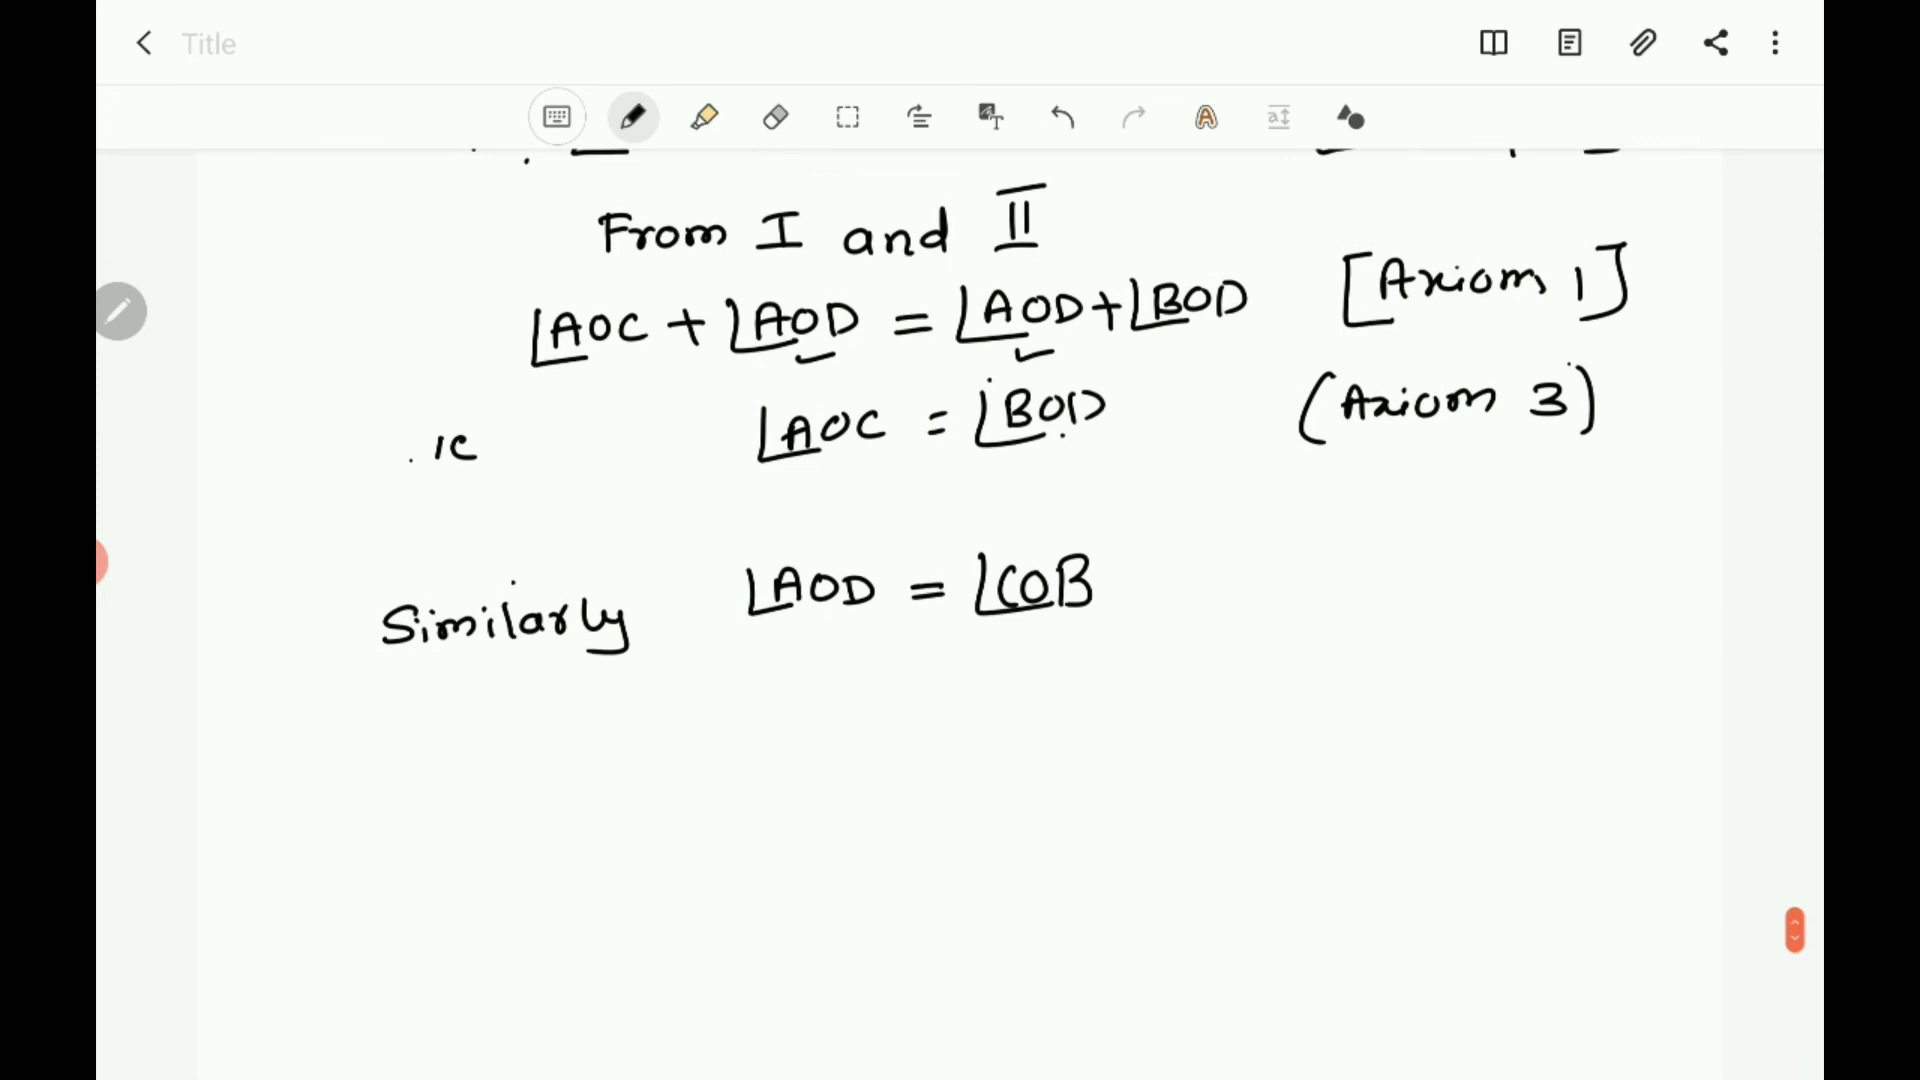 Title
From I and II
∠AOC + ∠AOD = ∠AOD + ∠BOD [Axiom 1]
ie ∠AOC = ∠BOD (Axiom 3)
Similarly ∠AOD = ∠COB